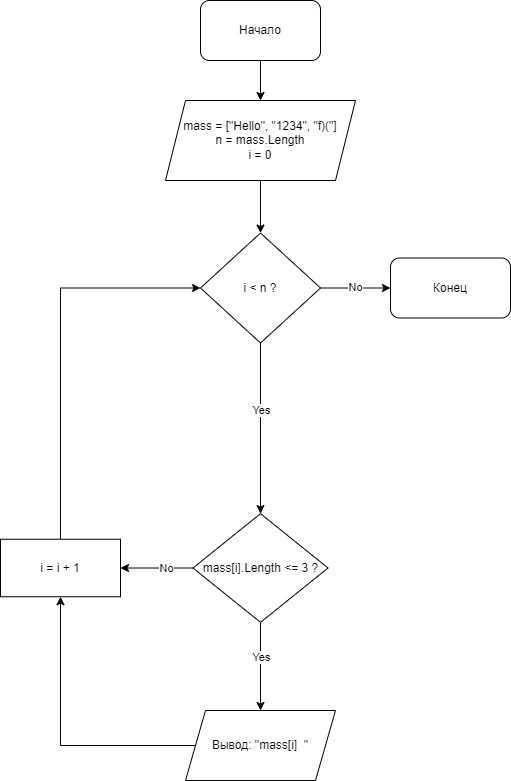 Начало
mass = ["Hello", "1234", "f)("]
n = mass.Length
i = 0
i < n ?
No
Конец
Yes
mass[i].Length <= 3 ?
No
i = i + 1
Yes
Вывод: "mass[i]  "